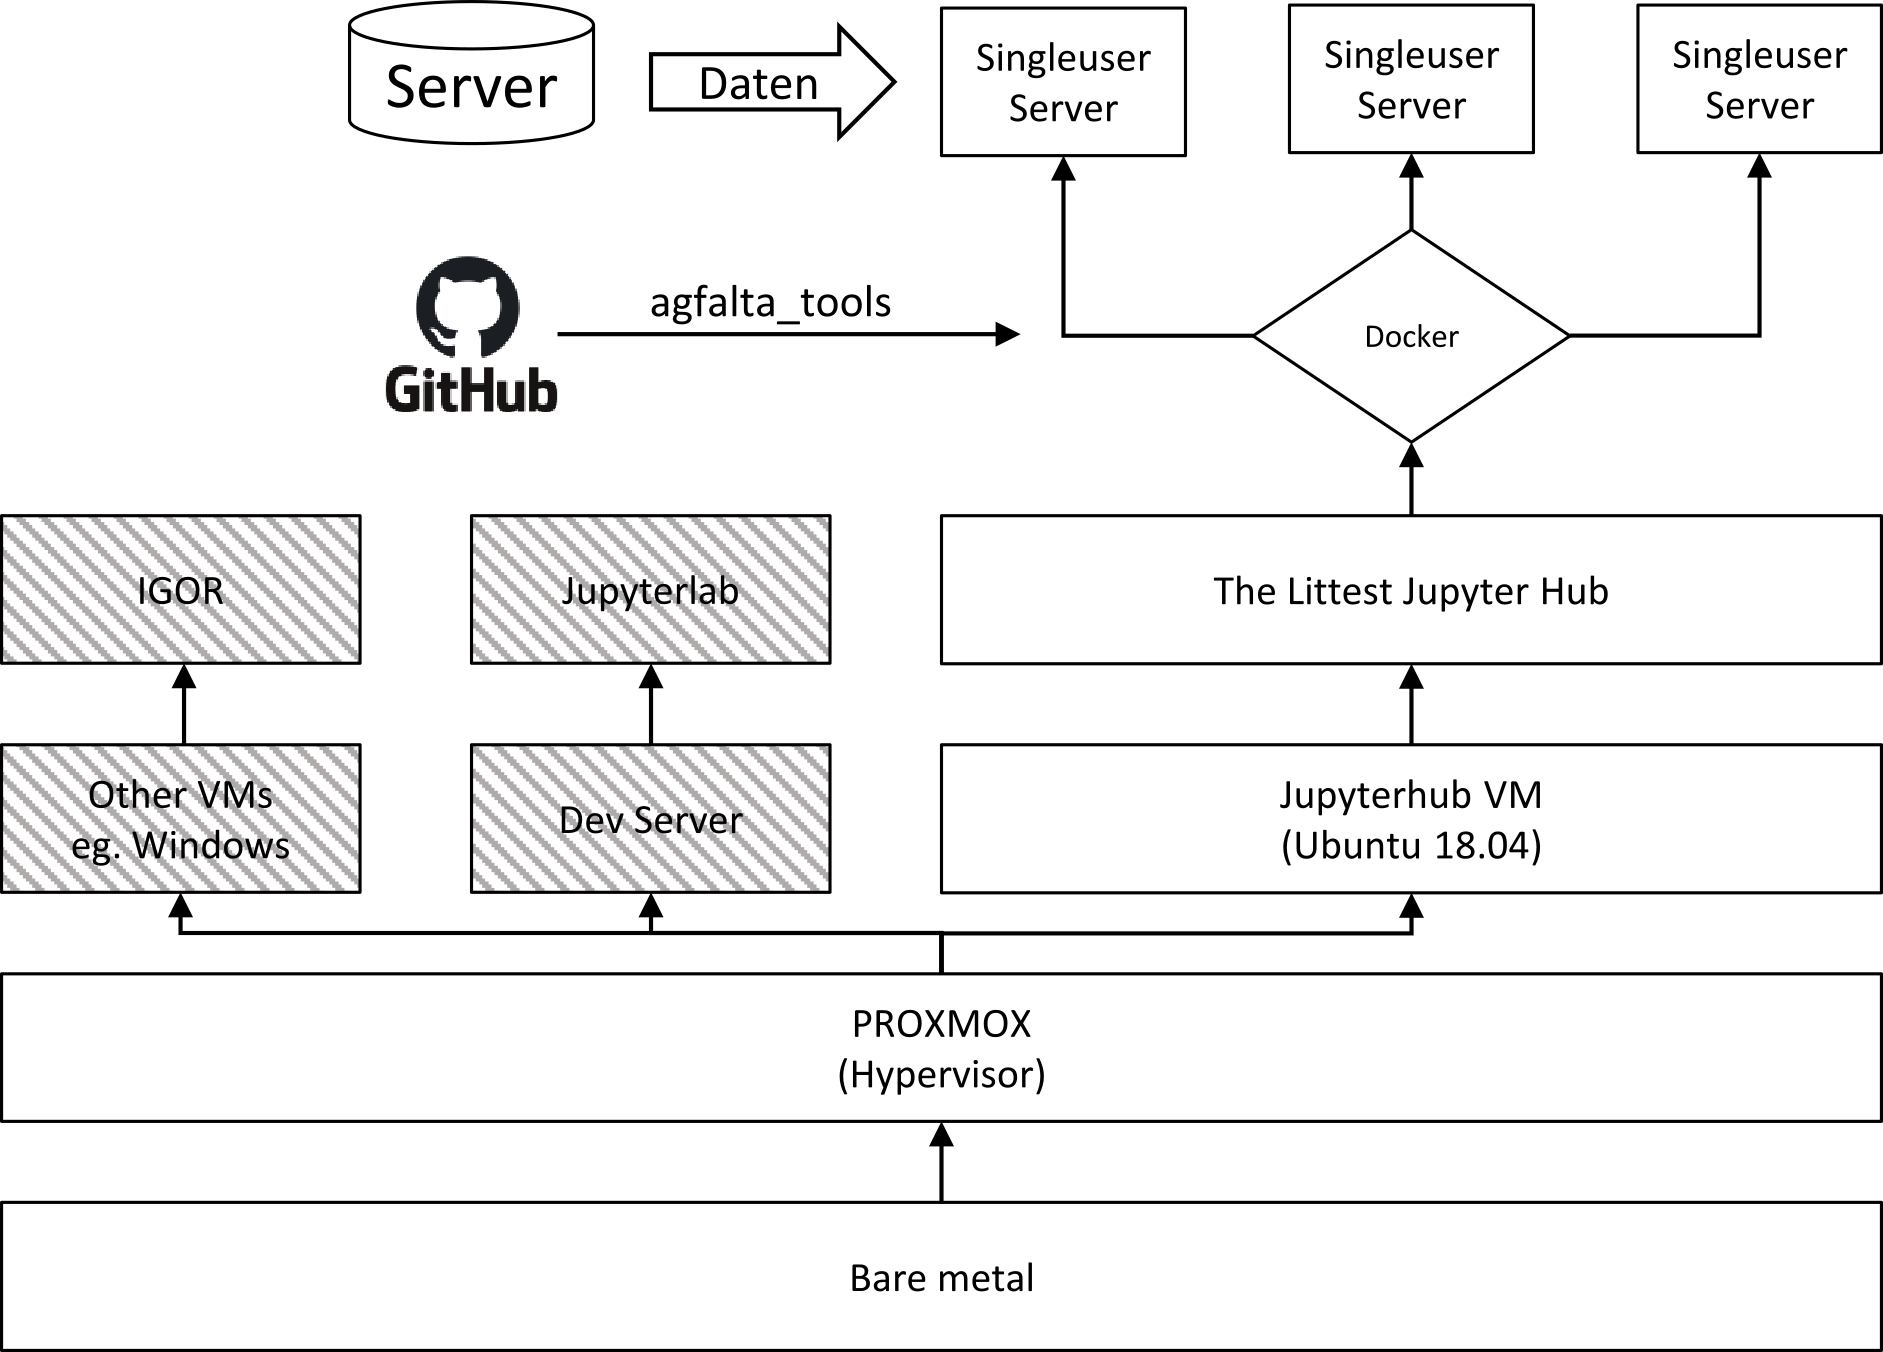 Server
Daten
Singleuser
Server
Singleuser
Server
Singleuser
Server
GitHub
agfalta_tools
Docker
IGOR
Jupyterlab
The Littest Jupyter Hub
Other VMs
eg. Windows
Dev Server
Jupyterhub VM
(Ubuntu 18.04)
PROXMOX
(Hypervisor)
Bare metal